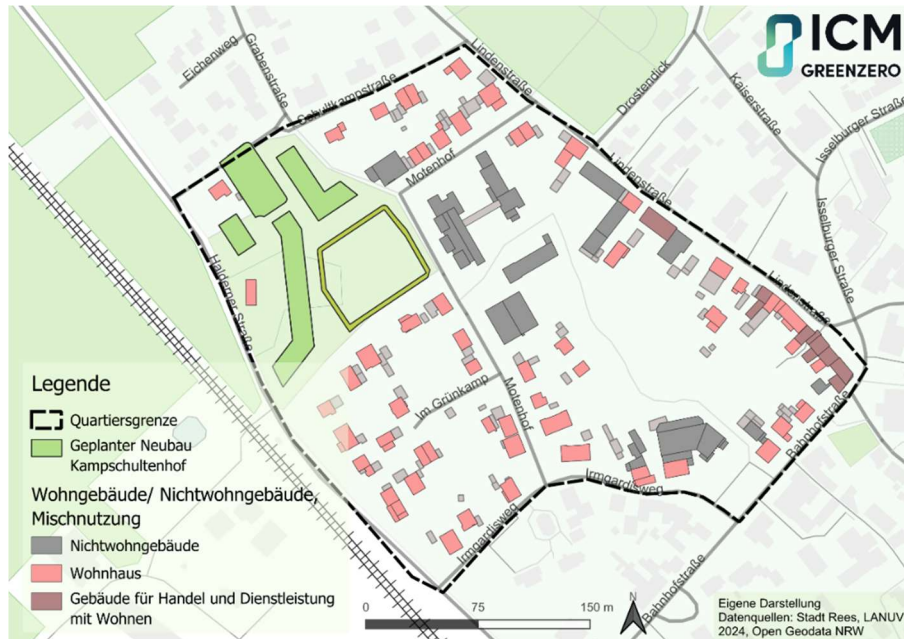 ICM
GREENZERO
Eichenweg
Grabenstraße
Lindenstraße
Drostendick
Kaiserstraße
Isselburger Straße
Motenhof
Lindenstraße
Isselburger Straße
Halderner Straße
Lindenstraße
Im Grünkamp
Motenhof
Bahnhofstraße
Irmgardisweg
Irmgardisweg
Bahnhofstraße
Legende
Quartiersgrenze
Geplanter Neubau
Kampschultenhof
Wohngebäude/ Nichtwohngebäude,
Mischnutzung
Nichtwohngebäude
Wohnhaus
Gebäude für Handel und Dienstleistung
mit Wohnen
0 75 150 m
N
Eigene Darstellung
Datenquellen: Stadt Rees, LANUV
2024, Open Geodata NRW